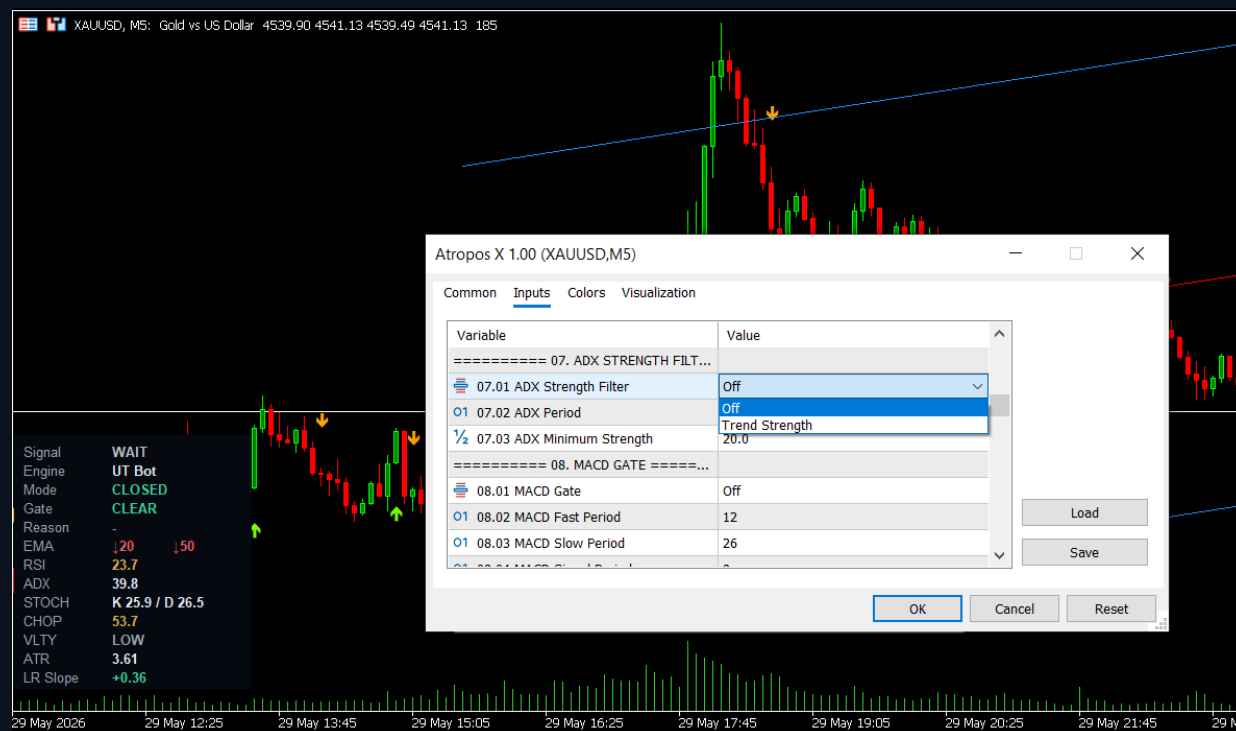 XAUUSD, M5: Gold vs US Dollar 4539.90 4541.13 4539.49 4541.13 185
Atropos X 1.00 (XAUUSD,M5)
Common Inputs Colors Visualization
Variable Value
========== 07. ADX STRENGTH FILT...
07.01 ADX Strength Filter Off
Off
07.02 ADX Period
Trend Strength
07.03 ADX Minimum Strength 20.0
========== 08. MACD GATE =====...
08.01 MACD Gate Off
08.02 MACD Fast Period 12
08.03 MACD Slow Period 26
Load
Save
OK Cancel Reset
Signal WAIT
Engine UT Bot
Mode CLOSED
Gate CLEAR
Reason -
EMA ↓20 ↓50
RSI 23.7
ADX 39.8
STOCH K 25.9 / D 26.5
CHOP 53.7
VLTY LOW
ATR 3.61
LR Slope +0.36
29 May 2026 29 May 12:25 29 May 13:45 29 May 15:05 29 May 16:25 29 May 17:45 29 May 19:05 29 May 20:25 29 May 21:45 29